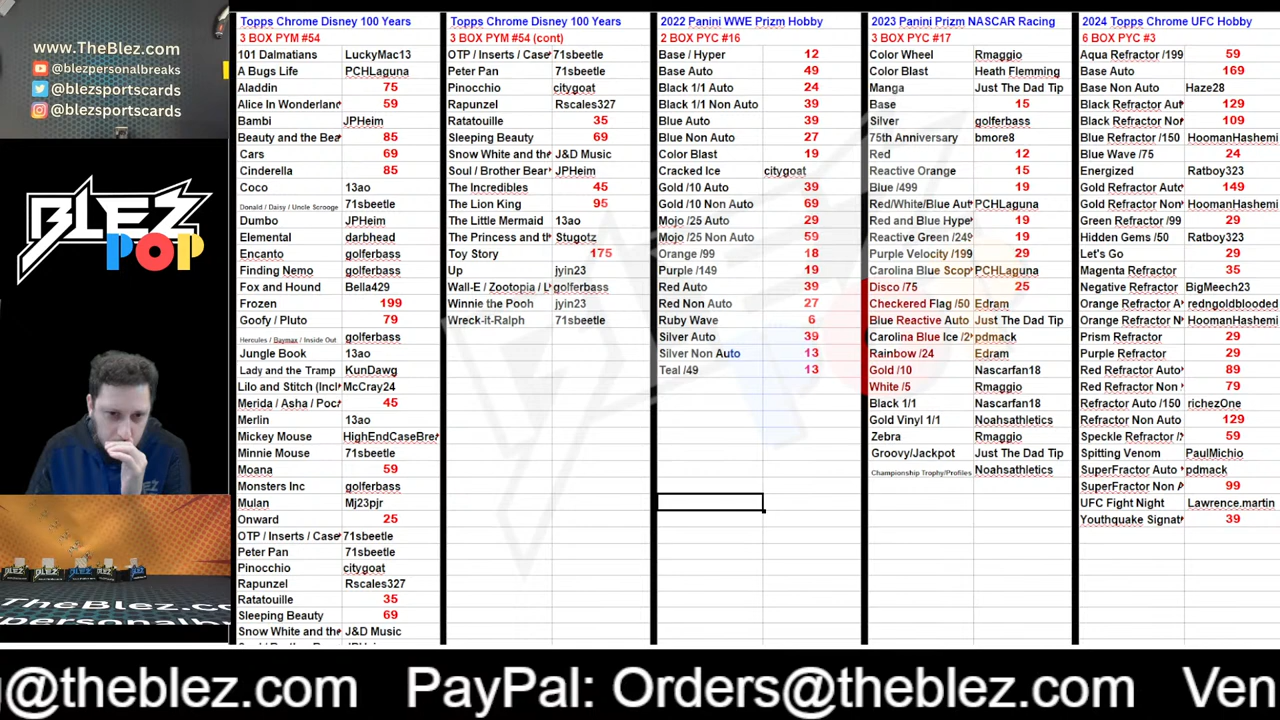 www.TheBlez.com
@blezpersonalbreaks
@blezsportscards
BLEZ
POP
Topps Chrome Disney 100 Years
3 BOX PYM #54
101 Dalmatians LuckyMac13
A Bugs Life PCHLaguna
Aladdin 75
Alice In Wonderlan 59
Bambi JPHeim
Beauty and the Bea 85
Cars 69
Cinderella 85
Coco 13ao
Donald / Daisy / Uncle Scrooge 71sbeetle
Dumbo JPHeim
Elemental darbhead
Encanto golferbass
Finding Nemo golferbass
Fox and Hound Bella429
Frozen 199
Goofy / Pluto 79
Hercules / Baymax / Inside Out golferbass
Jungle Book 13ao
Lady and the Tramp KunDawg
Lilo and Stitch (Incl McCray24
Merida / Asha / Poc 45
Merlin 13ao
Mickey Mouse HighEndCaseBre
Minnie Mouse 71sbeetle
Moana 59
Monsters Inc golferbass
Mulan Mj23pjr
Onward 25
OTP / Inserts / Case 71sbeetle
Peter Pan 71sbeetle
Pinocchio citygoat
Rapunzel Rscales327
Ratatouille 35
Sleeping Beauty 69
Snow White and the J&D Music
Topps Chrome Disney 100 Years
3 BOX PYM #54 (cont)
OTP / Inserts / Case 71sbeetle
Peter Pan 71sbeetle
Pinocchio citygoat
Rapunzel Rscales327
Ratatouille 35
Sleeping Beauty 69
Snow White and the J&D Music
Soul / Brother Bear JPHeim
The Incredibles 45
The Lion King 95
The Little Mermaid 13ao
The Princess and th Stugotz
Toy Story 175
Up jyin23
Wall-E / Zootopia / L golferbass
Winnie the Pooh jyin23
Wreck-it-Ralph 71sbeetle
2022 Panini WWE Prizm Hobby
2 BOX PYC #16
Base / Hyper 12
Base Auto 49
Black 1/1 Auto 24
Black 1/1 Non Auto 39
Blue Auto 39
Blue Non Auto 27
Color Blast 19
Cracked Ice citygoat
Gold /10 Auto 39
Gold /10 Non Auto 69
Mojo /25 Auto 29
Mojo /25 Non Auto 59
Orange /99 18
Purple /149 19
Red Auto 39
Red Non Auto 27
Ruby Wave 6
Silver Auto 39
Silver Non Auto 13
Teal /49 13
2023 Panini Prizm NASCAR Racing
3 BOX PYC #17
Color Wheel Rmaggio
Color Blast Heath Flemming
Manga Just The Dad Tip
Base 15
Silver golferbass
75th Anniversary bmore8
Red 12
Reactive Orange 15
Blue /499 19
Red/White/Blue Aut PCHLaguna
Red and Blue Hype 19
Reactive Green /249 19
Purple Velocity /199 29
Carolina Blue Scop PCHLaguna
Disco /75 25
Checkered Flag /50 Edram
Blue Reactive Auto Just The Dad Tip
Carolina Blue Ice /2 pdmack
Rainbow /24 Edram
Gold /10 Nascarfan18
White /5 Rmaggio
Black 1/1 Nascarfan18
Gold Vinyl 1/1 Noahsathletics
Zebra Rmaggio
Groovy/Jackpot Just The Dad Tip
Championship Trophy/Profiles Noahsathletics
2024 Topps Chrome UFC Hobby
6 BOX PYC #3
Aqua Refractor /199 59
Base Auto 169
Base Non Auto Haze28
Black Refractor Aut 129
Black Refractor No 109
Blue Refractor /150 HoomanHashemi
Blue Wave /75 24
Energized Ratboy323
Gold Refractor Aut 149
Gold Refractor Non HoomanHashemi
Green Refractor /99 29
Hidden Gems /50 Ratboy323
Let's Go 29
Magenta Refractor 35
Negative Refractor BigMeech23
Orange Refractor A redngoldblooded
Orange Refractor N HoomanHashemi
Prism Refractor 29
Purple Refractor 29
Red Refractor Aut 89
Red Refractor Non 79
Refractor Auto /150 richezOne
Refractor Non Auto 129
Speckle Refractor / 59
Spitting Venom PaulMichio
SuperFractor Auto pdmack
SuperFractor Non A 99
UFC Fight Night Lawrence.martin
Youthquake Signat 39
g@theblez.com PayPal: Orders@theblez.com Ven